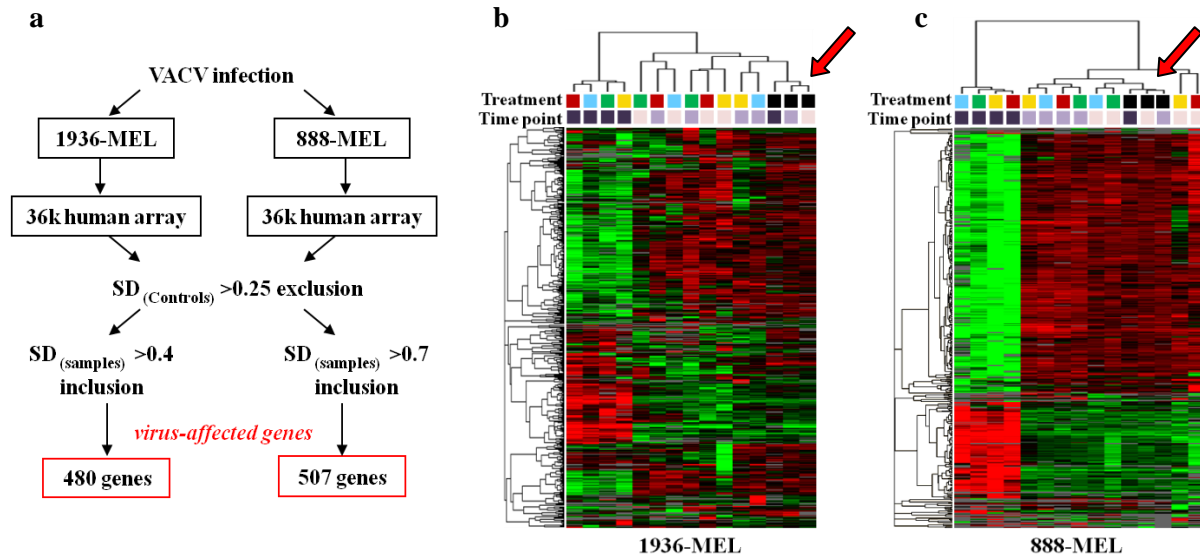 a
VACV infection
1936-MEL
888-MEL
36k human array
36k human array
SD (Controls) >0.25 exclusion
SD (samples) >0.4
inclusion
SD (samples) >0.7
inclusion
virus-affected genes
480 genes
507 genes
b
Treatment
Time point
1936-MEL
c
Treatment
Time point
888-MEL